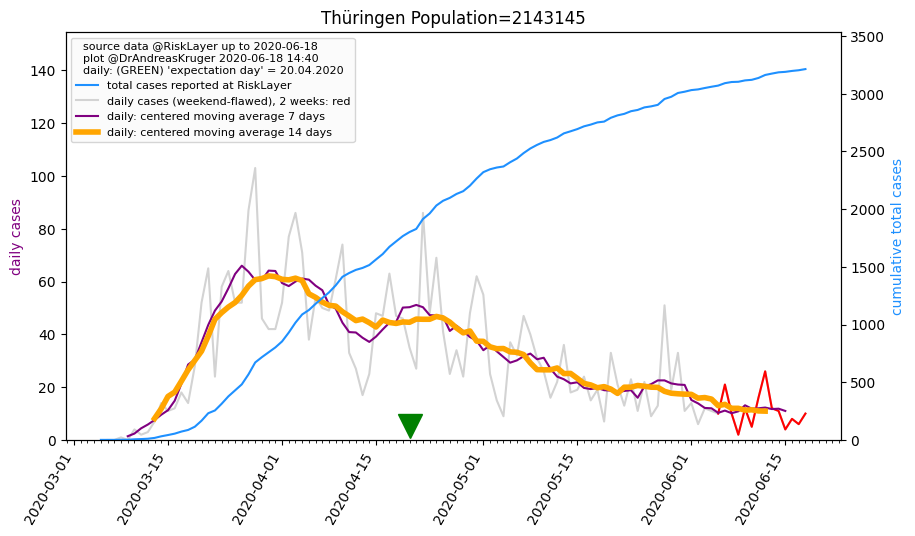 Thüringen Population=2143145
source data @RiskLayer up to 2020-06-18
plot @DrAndreasKruger 2020-06-18 14:40
daily: (GREEN) 'expectation day' = 20.04.2020
total cases reported at RiskLayer
daily cases (weekend-flawed), 2 weeks: red
daily: centered moving average 7 days
daily: centered moving average 14 days
daily cases
140
120
100
80
60
40
20
0
3500
3000
2500
2000
1500
1000
500
0
cumulative total cases
2020-03-01
2020-03-15
2020-04-01
2020-04-15
2020-05-01
2020-05-15
2020-06-01
2020-06-15